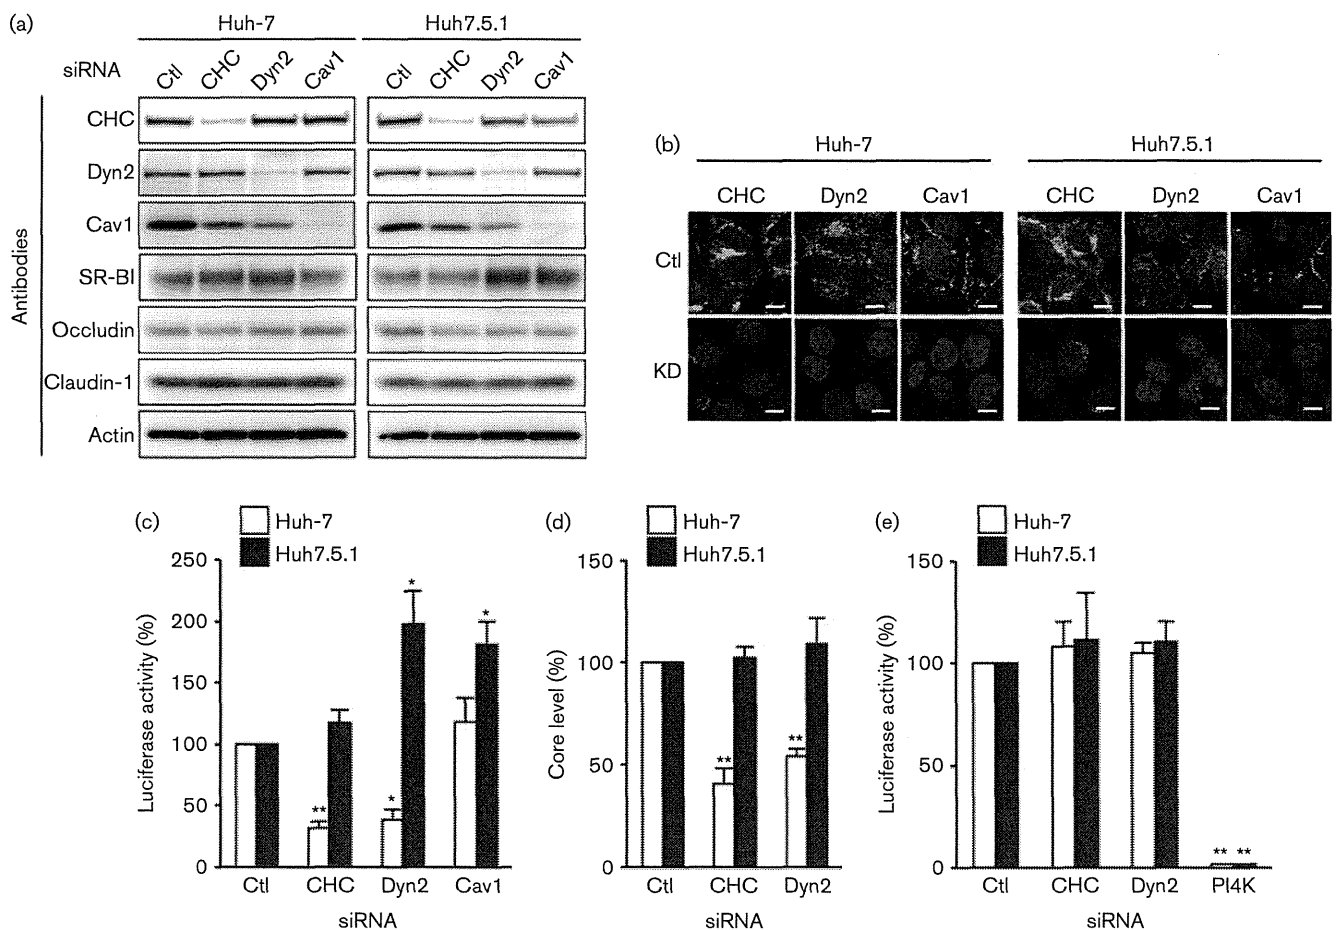 (a)
Huh-7
Huh7.5.1
siRNA
Ctl CHC Dyn2 Cav1
Ctl CHC Dyn2 Cav1
Antibodies
CHC
Dyn2
Cav1
SR-BI
Occludin
Claudin-1
Actin
(b)
Huh-7
Huh7.5.1
CHC Dyn2 Cav1
CHC Dyn2 Cav1
Ctl
KD
(c)
Huh-7
Huh7.5.1
Luciferase activity (%)
250
200
150
100
50
0
*
*
**
*
Ctl CHC Dyn2 Cav1
siRNA
(d)
Huh-7
Huh7.5.1
Core level (%)
150
100
50
0
**
**
Ctl CHC Dyn2
siRNA
(e)
Huh-7
Huh7.5.1
Luciferase activity (%)
150
100
50
0
** **
Ctl CHC Dyn2 PI4K
siRNA